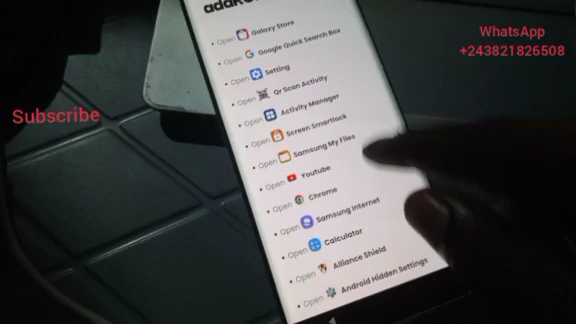 WhatsApp
+243821826508
Subscribe
Open Galaxy Store
Open Google Quick Search Box
Open Setting
Open Qr Scan Activity
Open Activity Manager
Open Screen Smartlock
Open Samsung My Files
Open Youtube
Open Chrome
Open Samsung Internet
Open Calculator
Open Alliance Shield
Open Android Hidden Settings